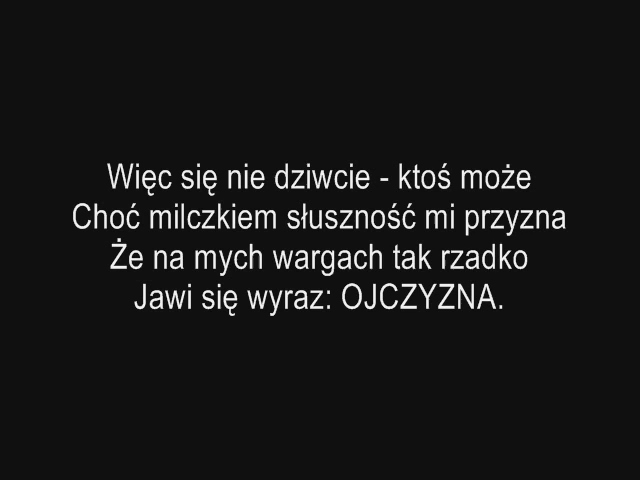 Więc się nie dziwcie - ktoś może
Choć milczkiem słuszność mi przyzna
Że na mych wargach tak rzadko
Jawi się wyraz: OJCZYZNA.